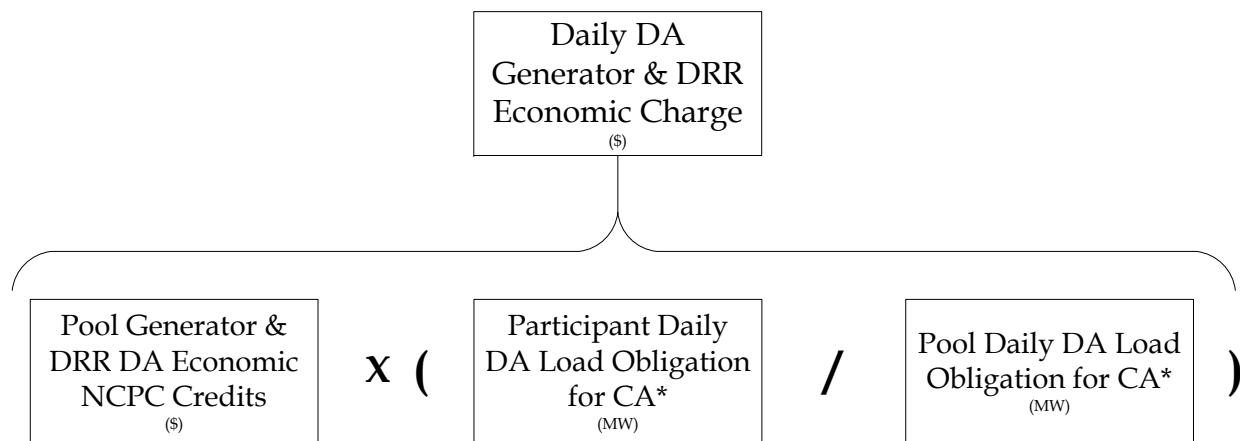 Daily DA
Generator & DRR
Economic Charge
($)
Pool Generator &
DRR DA Economic
NCPC Credits
($)
x (
Participant Daily
DA Load Obligation
for CA*
(MW)
/
Pool Daily DA Load
Obligation for CA*
(MW)
)